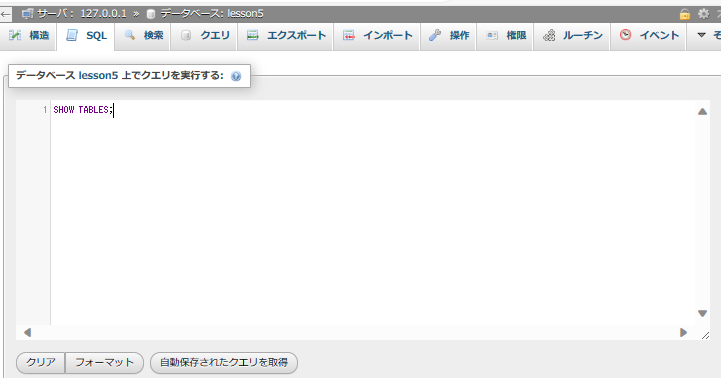 サーバ： 127.0.0.1 » データベース: lesson5
構造 SQL 検索 クエリ エクスポート インポート 操作 権限 ルーチン イベント そ
データベース lesson5 上でクエリを実行する:
1 SHOW TABLES;
クリア フォーマット 自動保存されたクエリを取得